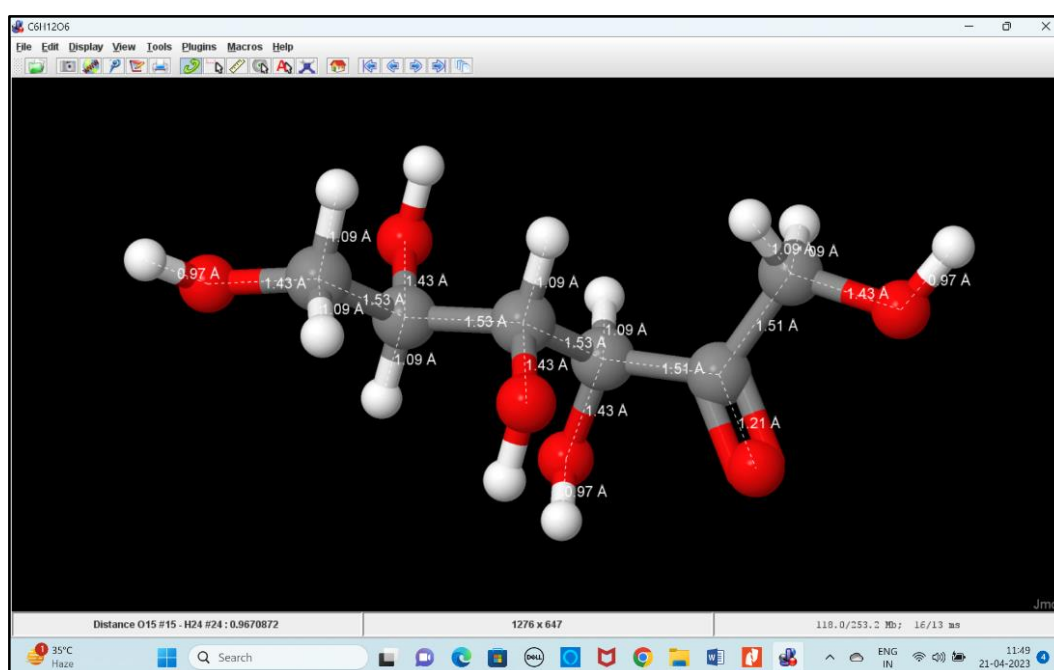 C6H12O6
File Edit Display View Tools Plugins Macros Help
1.09 A
0.97 A
1.43 A
1.43 A
1.09 A
1.53 A
1.09 A
1.53 A
1.09 A
1.53 A
1.43 A
1.09 A
1.43 A
0.97 A
1.51 A
1.51 A
1.21 A
1.09 A
09 A
1.43 A
0.97 A
Jmo
Distance O15 #15 - H24 #24 : 0.9670872
1276 x 647
118.0/253.2 Mb; 16/13 ms
1
35°C
Haze
Search
DELL
ENG
IN
11:49
21-04-2023
4